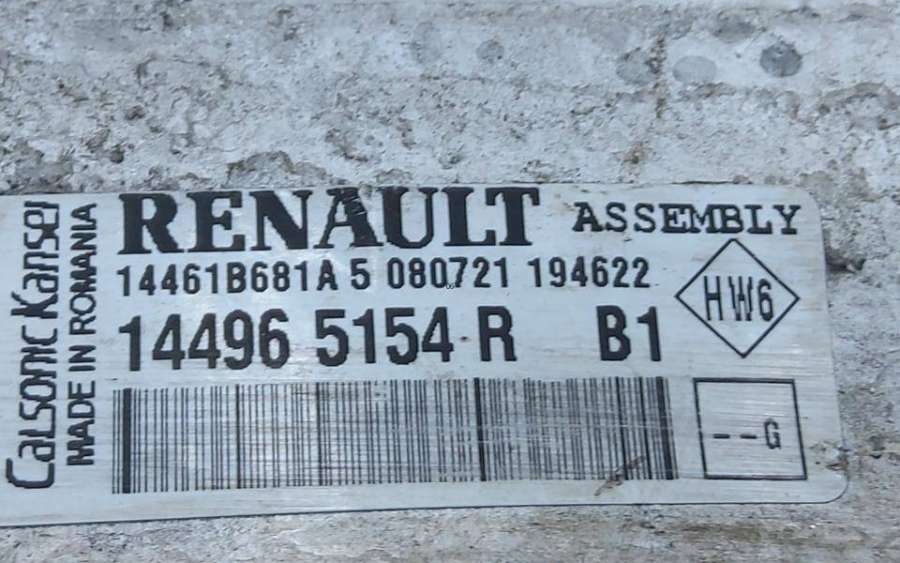 RENAULT ASSEMBLY
14461B681A 5 080721 194622
14496 5154 R B1
HW6
--G
Calsonic Kansei
MADE IN ROMANIA